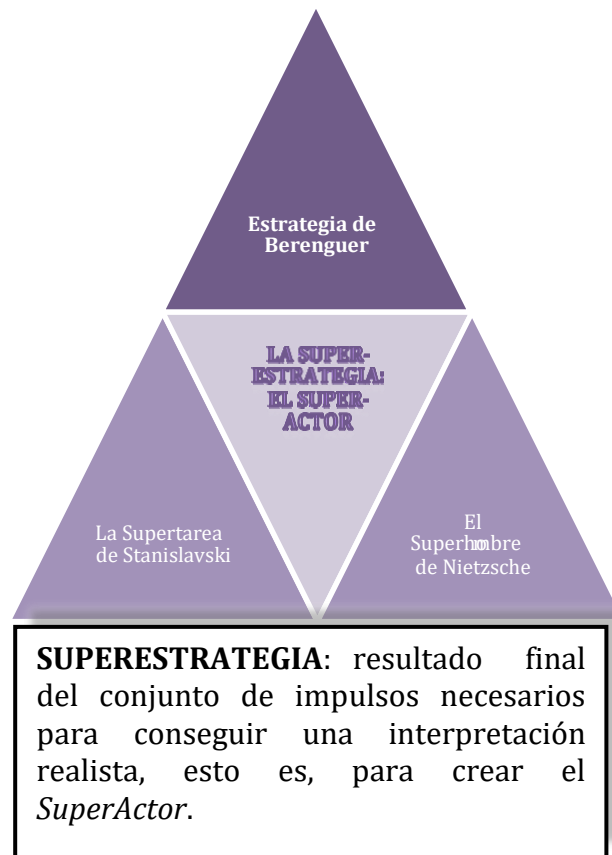 Estrategia de
Berenguer
LA SUPER-
ESTRATEGIA:
EL SUPER-
ACTOR
La Supertarea
de Stanislavski
El
Superhombre
de Nietzsche
SUPERESTRATEGIA: resultado final
del conjunto de impulsos necesarios
para conseguir una interpretación
realista, esto es, para crear el
SuperActor.